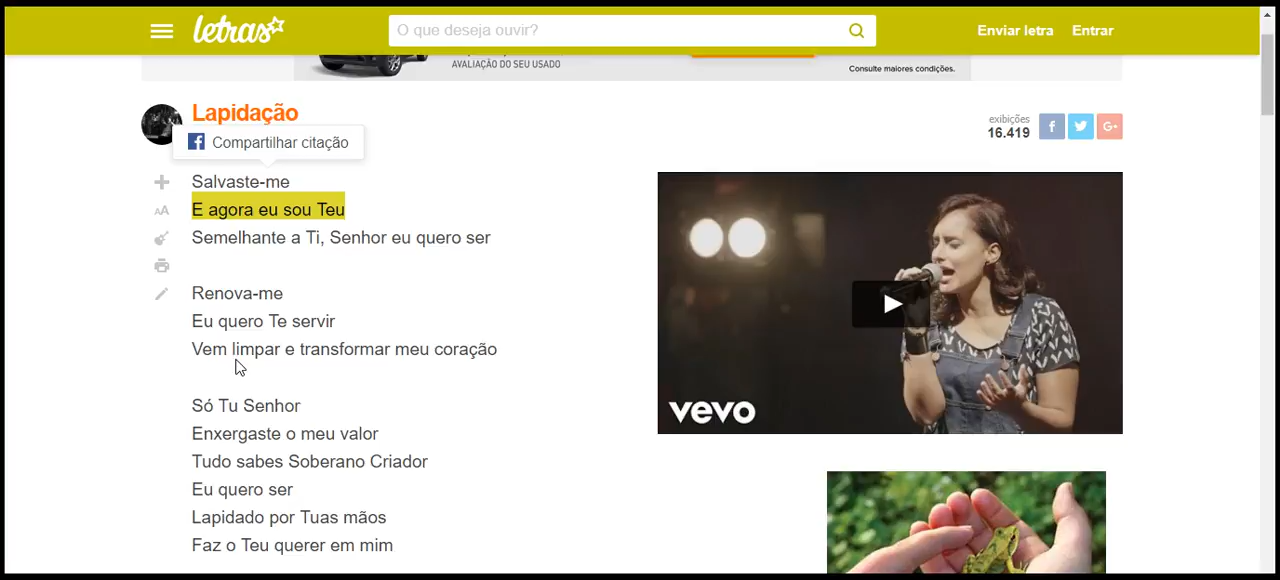 letras
O que deseja ouvir?
Enviar letra
Entrar
AVALIAÇÃO DO SEU USADO
Consulte maiores condições.
Lapidação
Compartilhar citação
exibições
16.419
f
G+
Salvaste-me
AA
E agora eu sou Teu
Semelhante a Ti, Senhor eu quero ser
Renova-me
Eu quero Te servir
Vem limpar e transformar meu coração
Só Tu Senhor
Enxergaste o meu valor
Tudo sabes Soberano Criador
Eu quero ser
Lapidado por Tuas mãos
Faz o Teu querer em mim
vevo